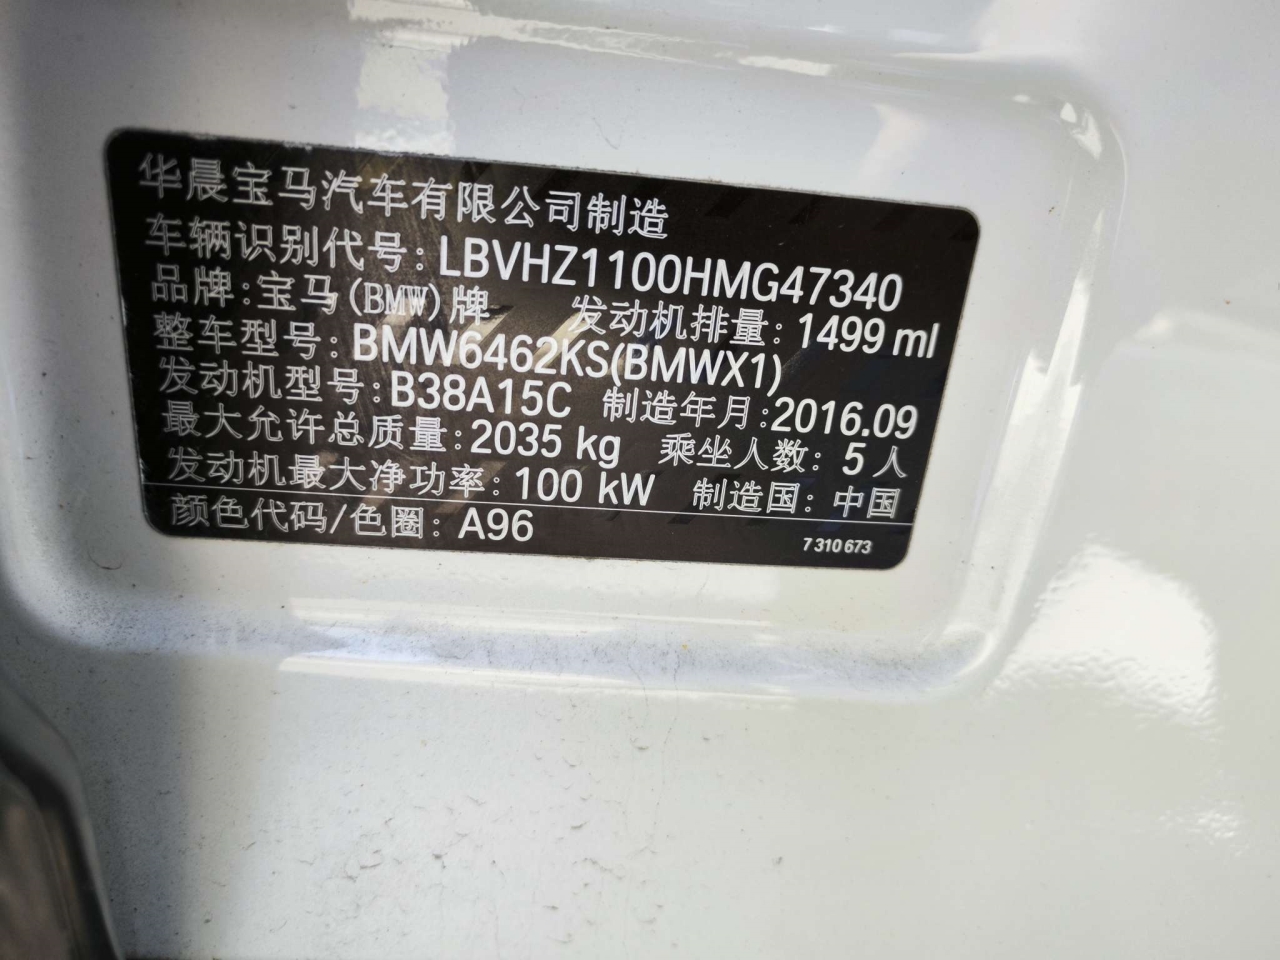 华晨宝马汽车有限公司制造
车辆识别代号: LBVHZ1100HMG47340
品牌: 宝马(BMW)牌 发动机排量: 1499 ml
整车型号: BMW6462KS(BMWX1)
发动机型号: B38A15C 制造年月: 2016.09
最大允许总质量: 2035 kg 乘坐人数: 5 人
发动机最大净功率: 100 kW 制造国: 中国
颜色代码/色圈: A96
7 310 673